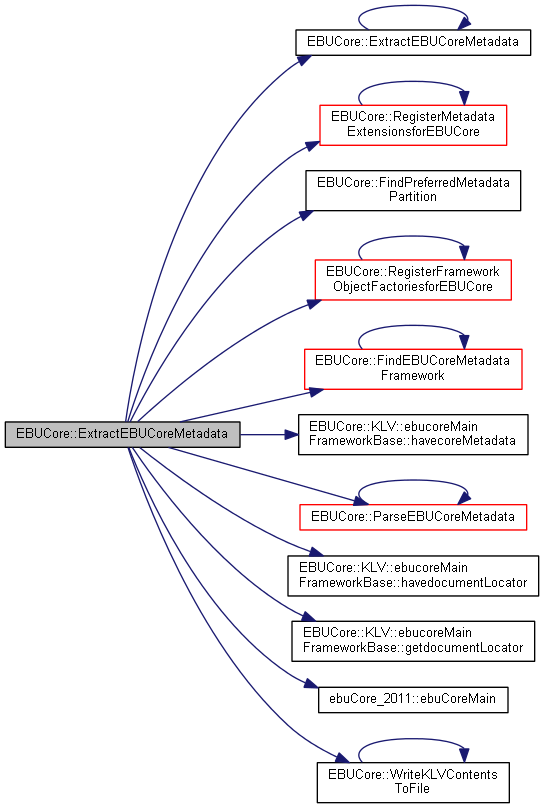 EBUCore::ExtractEBUCoreMetadata
EBUCore::RegisterMetadata
ExtensionsforEBUCore
EBUCore::FindPreferredMetadata
Partition
EBUCore::RegisterFramework
ObjectFactoriesforEBUCore
EBUCore::FindEBUCoreMetadata
Framework
EBUCore::ExtractEBUCoreMetadata
EBUCore::KLV::ebucoreMain
FrameworkBase::havecoreMetadata
EBUCore::ParseEBUCoreMetadata
EBUCore::KLV::ebucoreMain
FrameworkBase::havedocumentLocator
EBUCore::KLV::ebucoreMain
FrameworkBase::getdocumentLocator
ebuCore_2011::ebuCoreMain
EBUCore::WriteKLVContents
ToFile